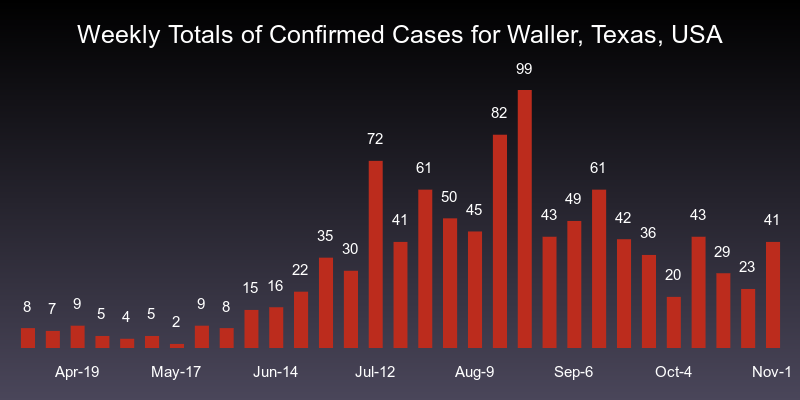 Weekly Totals of Confirmed Cases for Waller, Texas, USA
8 7 9 5 4 5 2 9 8 15 16 22 35 30 72 41 61 50 45 82 99 43 49 61 42 36 20 43 29 23 41
Apr-19 May-17 Jun-14 Jul-12 Aug-9 Sep-6 Oct-4 Nov-1